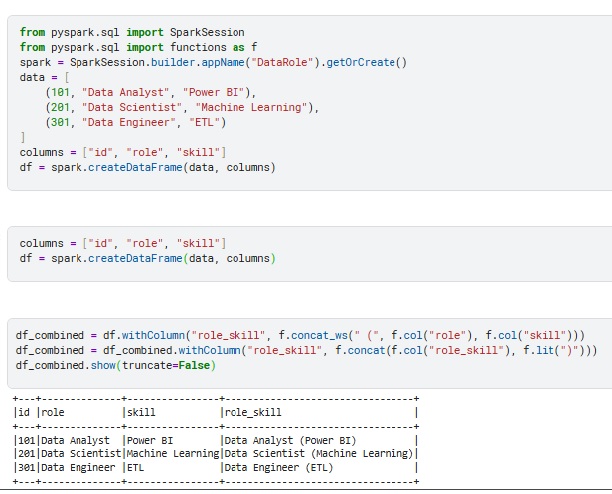 from pyspark.sql import SparkSession
from pyspark.sql import functions as f
spark = SparkSession.builder.appName("DataRole").getOrCreate()
data = [
    (101, "Data Analyst", "Power BI"),
    (201, "Data Scientist", "Machine Learning"),
    (301, "Data Engineer", "ETL")
]
columns = ["id", "role", "skill"]
df = spark.createDataFrame(data, columns)
columns = ["id", "role", "skill"]
df = spark.createDataFrame(data, columns)
df_combined = df.withColumn("role_skill", f.concat_ws(" (", f.col("role"), f.col("skill")))
df_combined = df_combined.withColumn("role_skill", f.concat(f.col("role_skill"), f.lit(")")))
df_combined.show(truncate=False)
+---+--------------+----------------+---------------------------------+
|id |role          |skill           |role_skill                       |
+---+--------------+----------------+---------------------------------+
|101|Data Analyst  |Power BI        |Data Analyst (Power BI)          |
|201|Data Scientist|Machine Learning|Data Scientist (Machine Learning)|
|301|Data Engineer |ETL             |Data Engineer (ETL)              |
+---+--------------+----------------+---------------------------------+